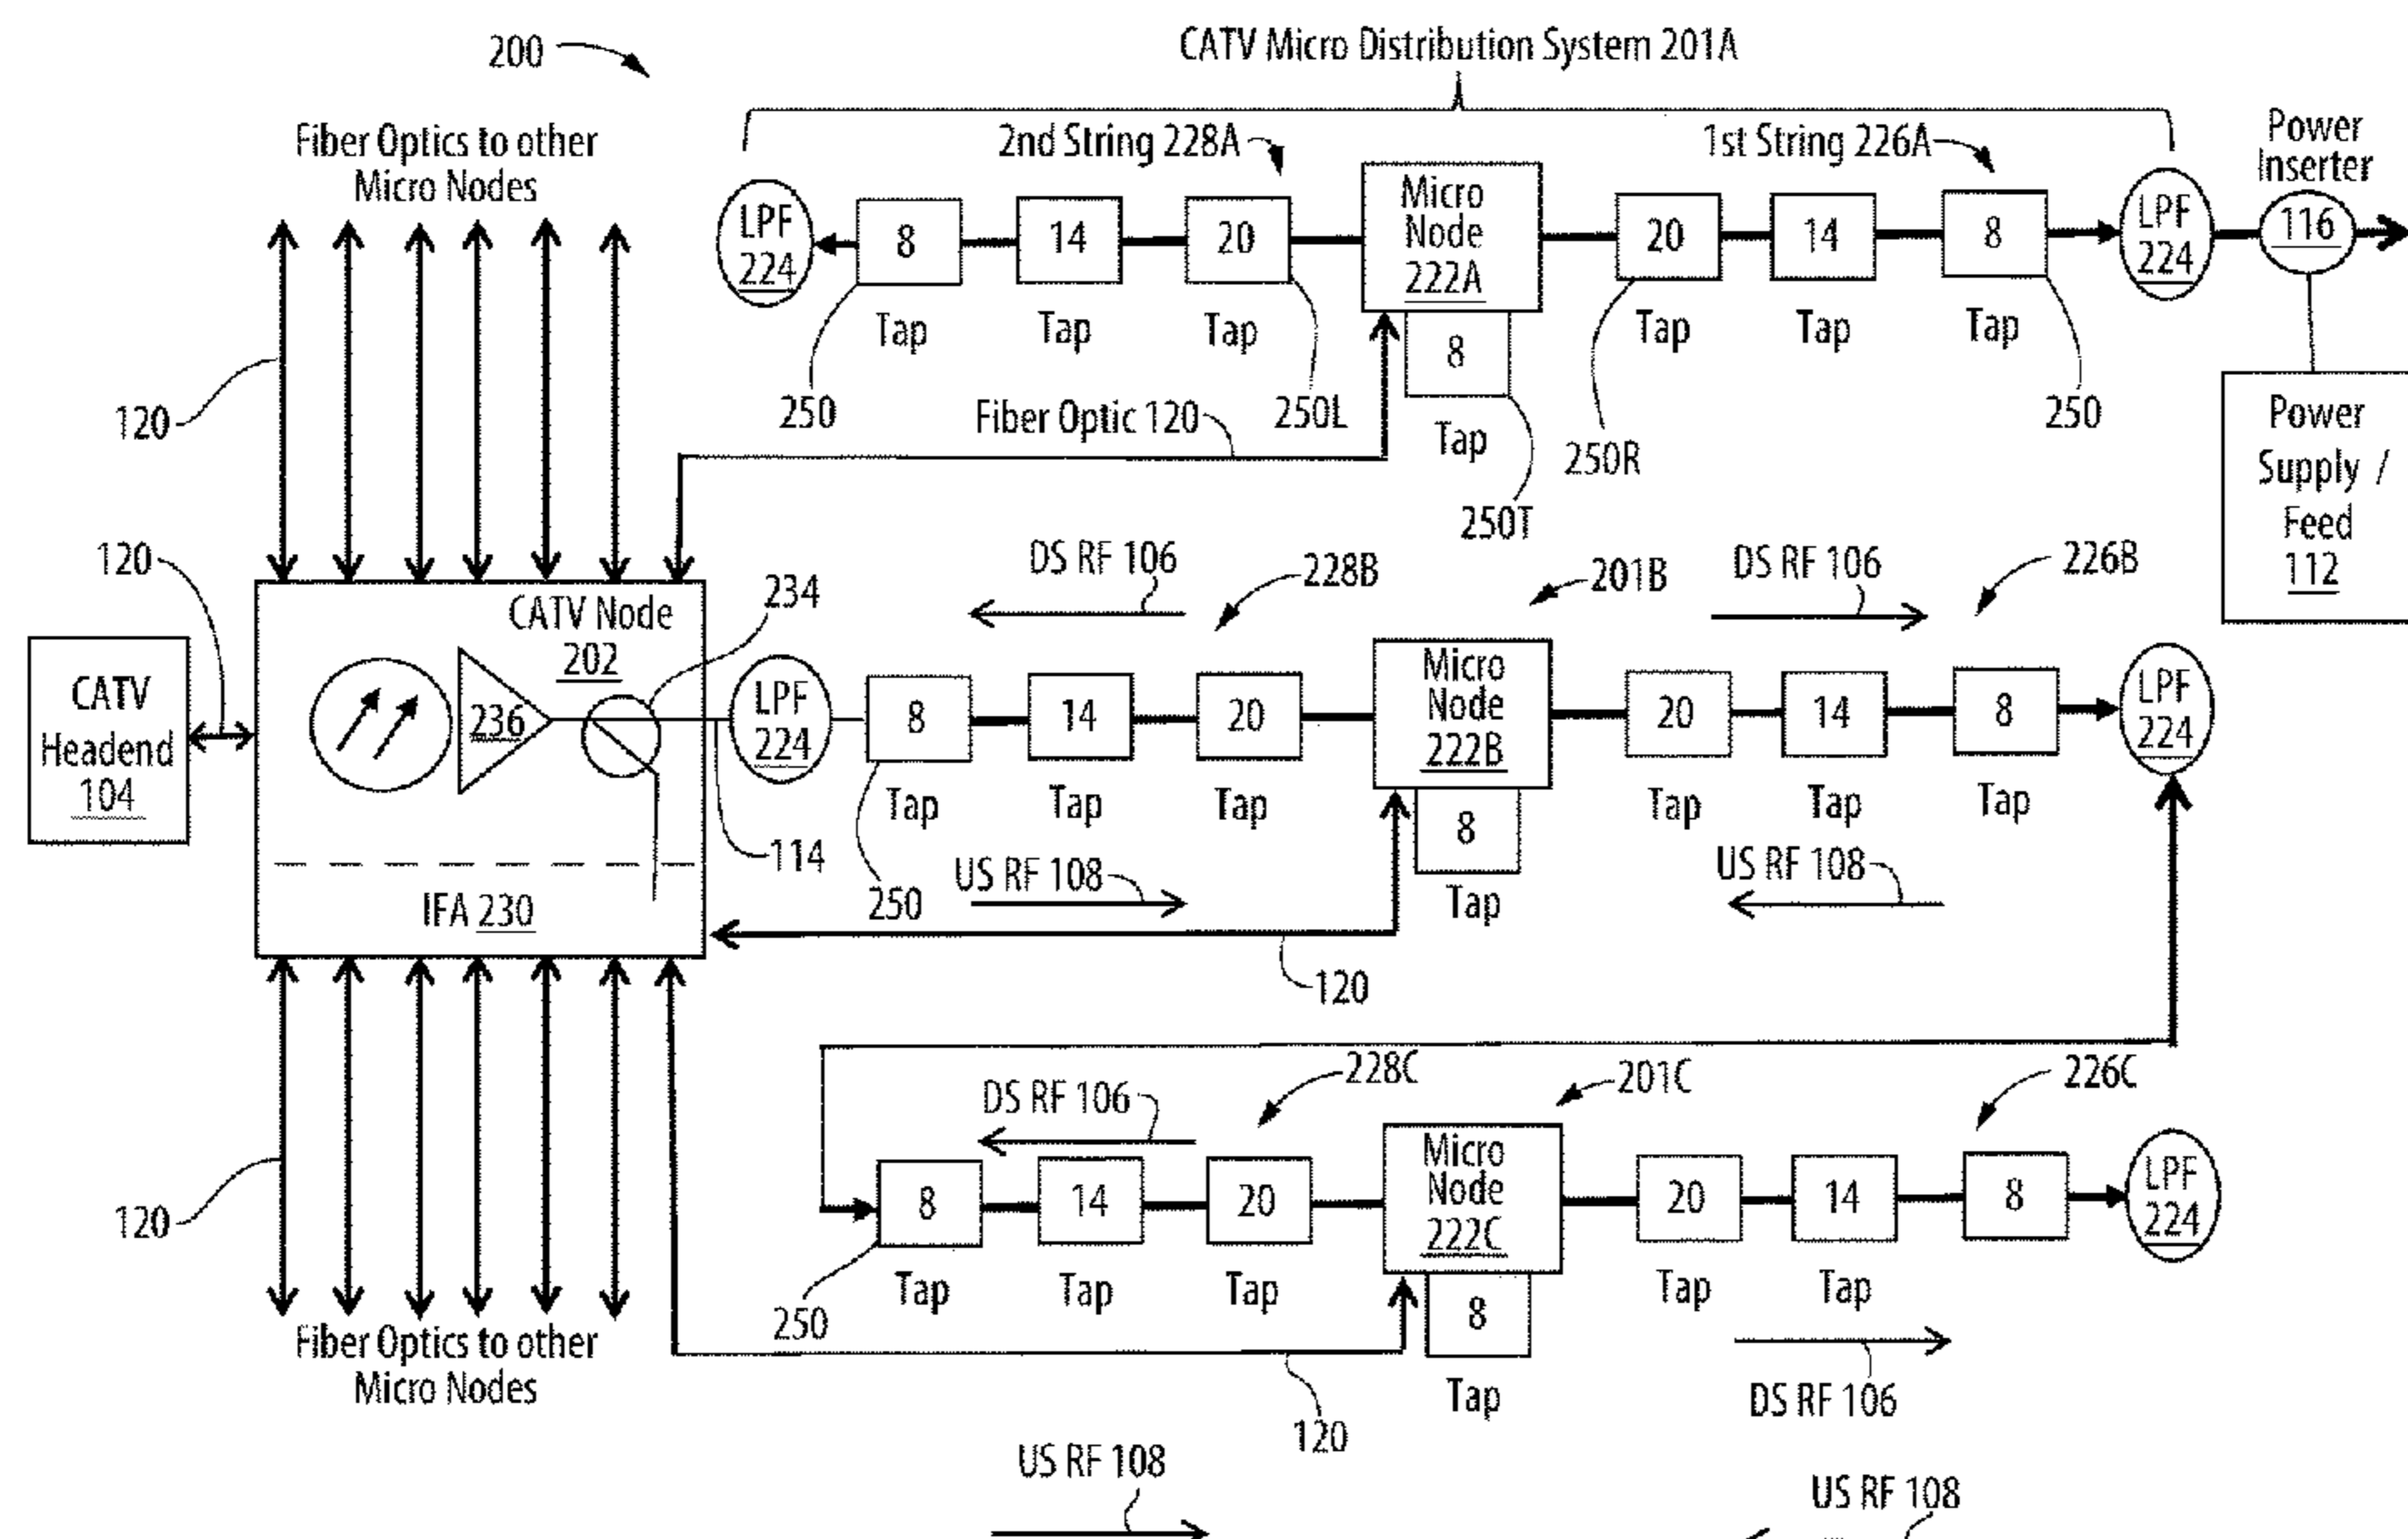 200
CATV Micro Distribution System 201A
Fiber Optics to other
Micro Nodes
2nd String 228A
1st String 226A
Power
Inserter
LPF
224
8
14
20
Micro
Node
222A
20
14
8
LPF
224
116
Tap
Tap
Tap
8
Tap
Tap
Tap
120
250
Fiber Optic 120
250L
Tap
250R
250
Power
Supply /
Feed
112
250T
120
DS RF 106
228B
201B
DS RF 106
226B
CATV Node
202
234
CATV
Headend
104
236
LPF
224
8
14
20
Micro
Node
222B
20
14
8
LPF
224
Tap
Tap
Tap
8
Tap
Tap
Tap
114
IFA 230
250
US RF 108
Tap
US RF 108
120
DS RF 106
228C
201C
226C
8
14
20
Micro
Node
222C
20
14
8
LPF
224
120
250
Tap
Tap
Tap
8
Tap
Tap
Fiber Optics to other
Micro Nodes
120
Tap
DS RF 106
US RF 108
US RF 108